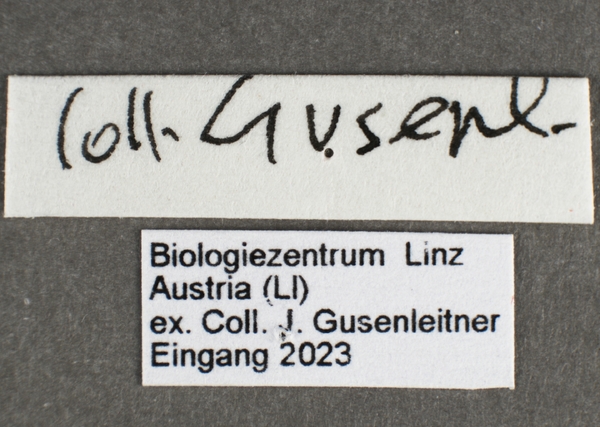 Coll. Gusenl.
Biologiezentrum Linz
Austria (LI)
ex. Coll. J. Gusenleitner
Eingang 2023